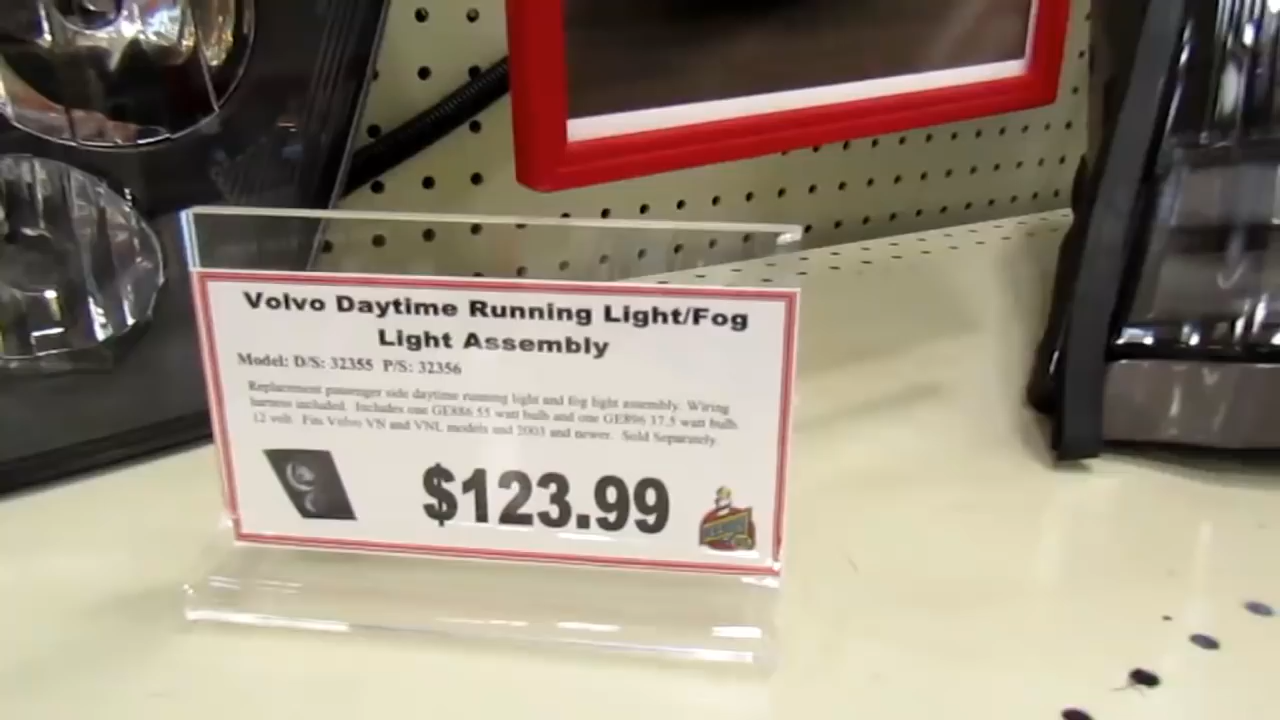 Volvo Daytime Running Light/Fog
Light Assembly
Model: D/S: 32355 P/S: 32356
Replacement passenger side daytime running light and fog light assembly. Wiring
harness included. Includes one GE886 55 watt bulb and one GE896 37.5 watt bulb
12 volt. Fits Volvo VN and VNL models and 2003 and newer. Sold Separately.
$123.99